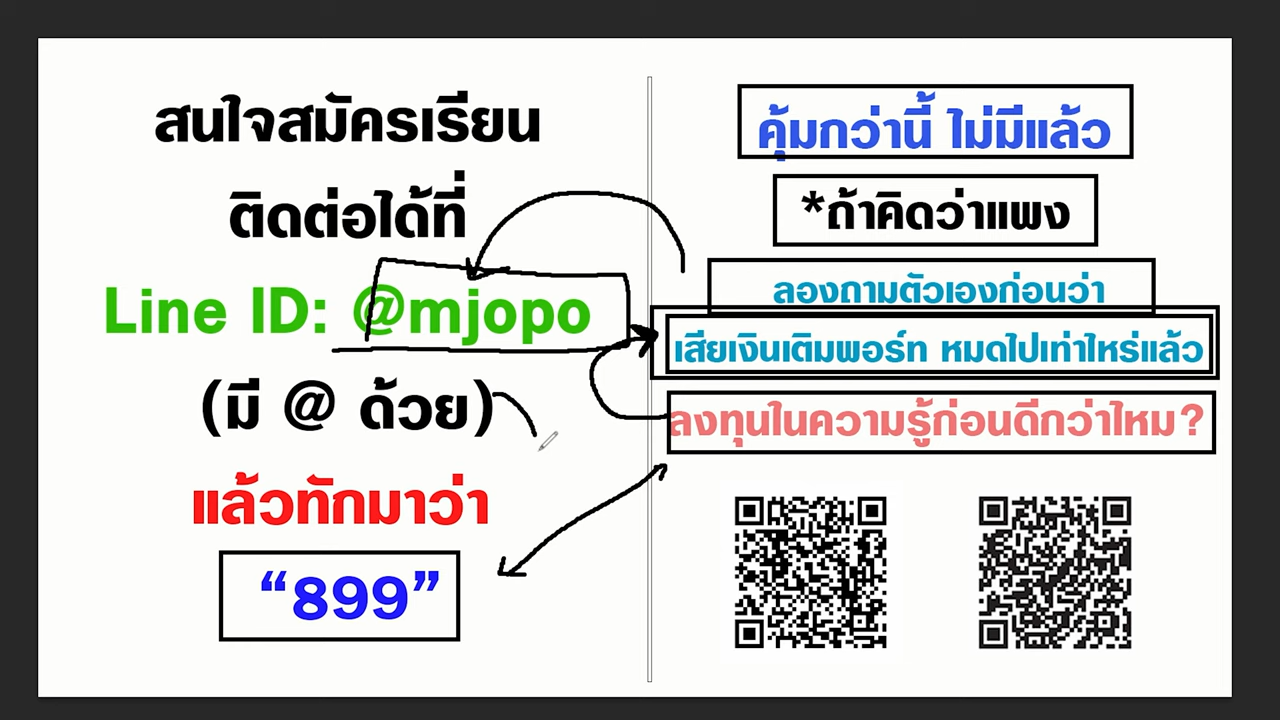 สนใจสมัครเรียน
ติดต่อได้ที่
Line ID: @mjopo
(มี @ ด้วย)
แล้วทักมาว่า
“899”
คุ้มกว่านี้ ไม่มีแล้ว
*ถ้าคิดว่าแพง
ลองถามตัวเองก่อนว่า
เสียเงินเติมพอร์ท หมดไปเท่าไหร่แล้ว
ลงทุนในความรู้ก่อนดีกว่าไหม?